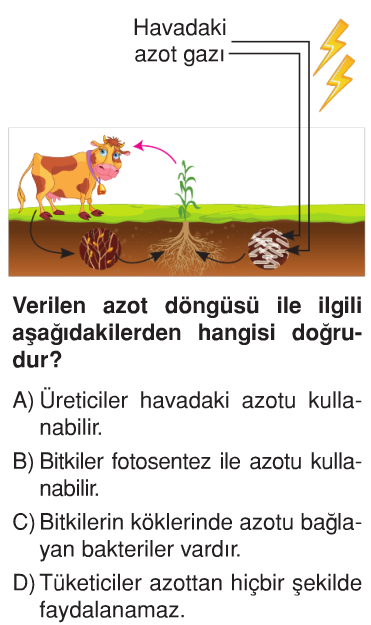 Havadaki
azot gazı
Verilen azot döngüsü ile ilgili
aşağıdakilerden hangisi doğru-
dur?
A) Üreticiler havadaki azotu kulla-
nabilir.
B) Bitkiler fotosentez ile azotu kulla-
nabilir.
C) Bitkilerin köklerinde azotu bağla-
yan bakteriler vardır.
D) Tüketiciler azottan hiçbir şekilde
faydalanamaz.